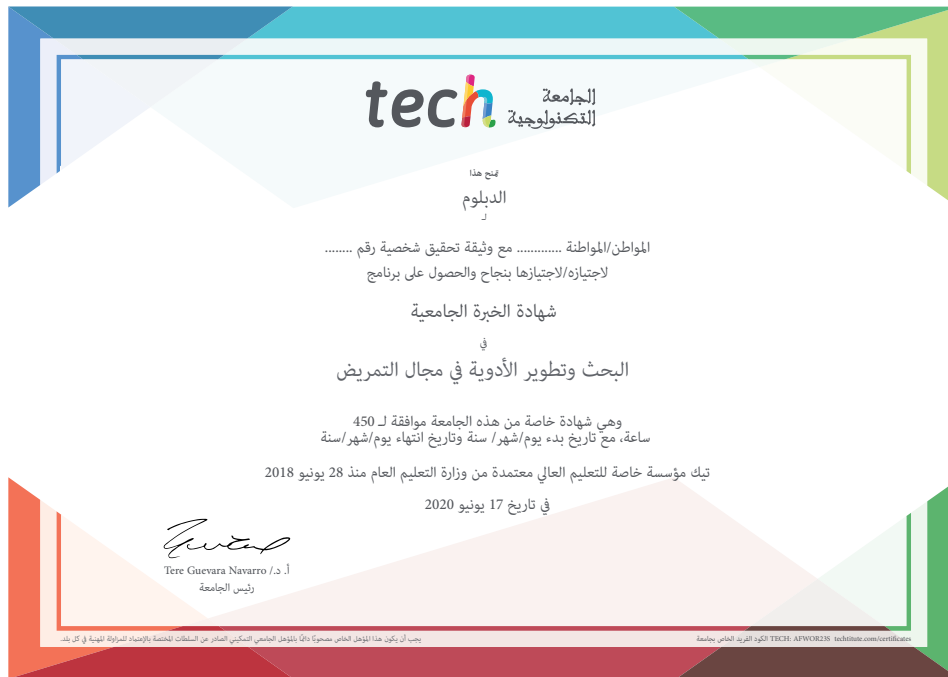 tech الجامعة
التكنولوجية
يمنح هذا
الدبلوم
لـ
المواطن/المواطنة ............. مع وثيقة تحقيق شخصية رقم ........
لاجتيازه/لاجتيازها بنجاح والحصول على برنامج
شهادة الخبرة الجامعية
في
البحث وتطوير الأدوية في مجال التمريض
وهي شهادة خاصة من هذه الجامعة موافقة لـ 450
ساعة، مع تاريخ بدء يوم/شهر/ سنة وتاريخ انتهاء يوم/شهر/سنة
تيك مؤسسة خاصة للتعليم العالي معتمدة من وزارة التعليم العام منذ 28 يونيو 2018
في تاريخ 17 يونيو 2020
أ. د./ Tere Guevara Navarro
رئيس الجامعة
يجب أن يكون هذا المؤهل الخاص مصحوبًا دائمًا بالمؤهل الجامعي التمكيني الصادر عن السلطات المختصة بالإعتماد للمزاولة المهنية في كل بلد.
الكود الفريد الخاص بجامعة TECH: AFWOR23S techtitute.com/certificates